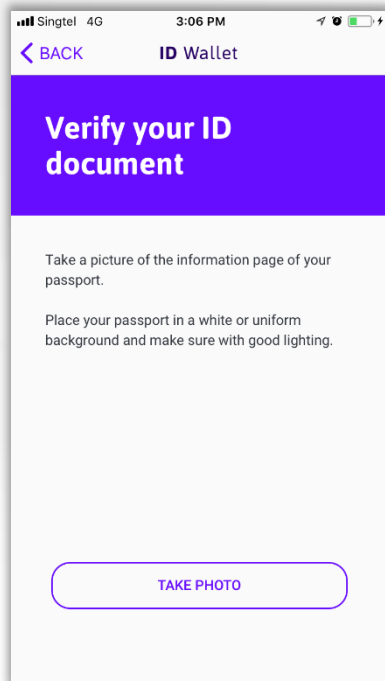 Singtel 4G 3:06 PM
BACK ID Wallet
Verify your ID
document
Take a picture of the information page of your
passport.
Place your passport in a white or uniform
background and make sure with good lighting.
TAKE PHOTO